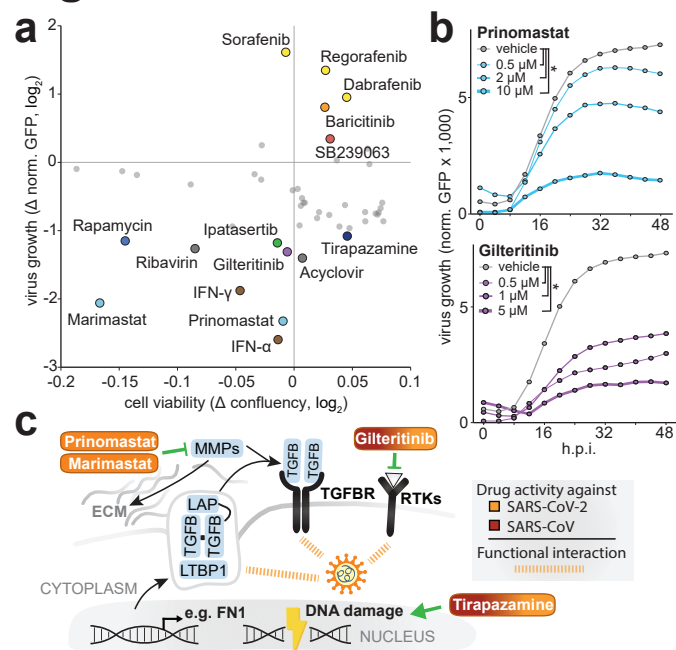 a
virus growth (Δ norm. GFP, log2)
2
1
0
-1
-2
-3
Sorafenib
Regorafenib
Dabrafenib
Baricitinib
SB239063
Rapamycin
Ipatasertib
Tirapazamine
Ribavirin
Gilteritinib
Acyclovir
IFN-γ
Marimastat
Prinomastat
IFN-α
-0.2
-0.15
-0.1
-0.05
0
0.05
0.1
cell viability (Δ confluency, log2)
b
virus growth (norm. GFP x 1,000)
Prinomastat
vehicle
0.5 µM
2 µM
10 µM
*
5
0
0
16
32
48
Gilteritinib
vehicle
0.5 µM
1 µM
5 µM
*
5
0
0
16
32
48
h.p.i.
c
Prinomastat
Marimastat
MMPs
ECM
LAP
TGFB
TGFB
LTBP1
TGFB
TGFB
TGFBR
Gilteritinib
RTKs
CYTOPLASM
e.g. FN1
DNA damage
Tirapazamine
NUCLEUS
Drug activity against
SARS-CoV-2
SARS-CoV
Functional interaction